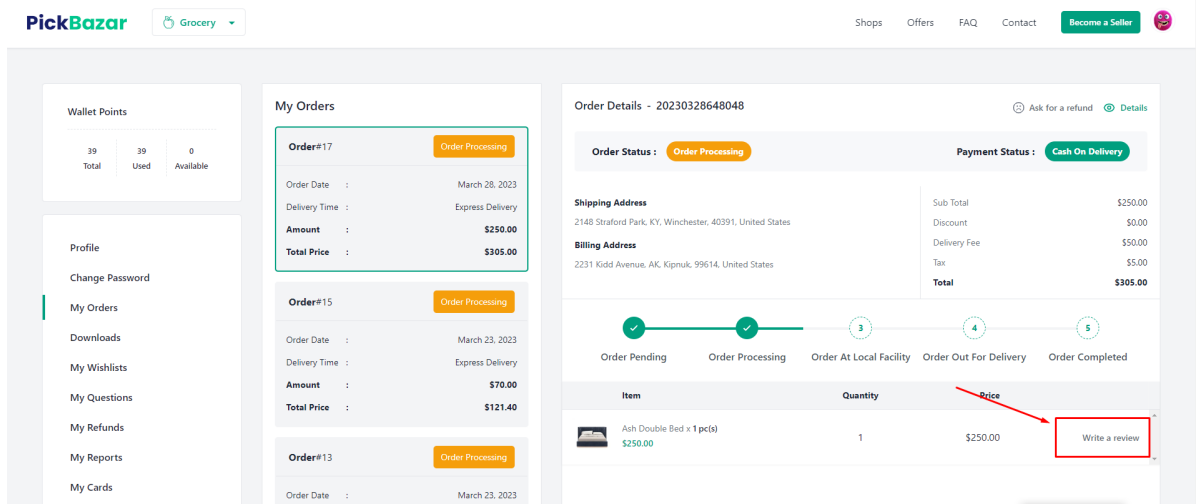 PickBazar
Grocery
Shops Offers FAQ Contact Become a Seller
Wallet Points
39 39 0
Total Used Available
Profile
Change Password
My Orders
Downloads
My Wishlists
My Questions
My Refunds
My Reports
My Cards
My Orders
Order#17 Order Processing
Order Date : March 28, 2023
Delivery Time : Express Delivery
Amount : $250.00
Total Price : $305.00
Order#15 Order Processing
Order Date : March 23, 2023
Delivery Time : Express Delivery
Amount : $70.00
Total Price : $121.40
Order#13 Order Processing
Order Date : March 23, 2023
Order Details - 20230328648048
Ask for a refund Details
Order Status : Order Processing Payment Status : Cash On Delivery
Shipping Address
2148 Straford Park, KY, Winchester, 40391, United States
Billing Address
2231 Kidd Avenue, AK, Kipnuk, 99614, United States
Sub Total $250.00
Discount $0.00
Delivery Fee $50.00
Tax $5.00
Total $305.00
3 4 5
Order Pending Order Processing Order At Local Facility Order Out For Delivery Order Completed
Item Quantity Price
Ash Double Bed x 1 pc(s)
$250.00
1 $250.00 Write a review